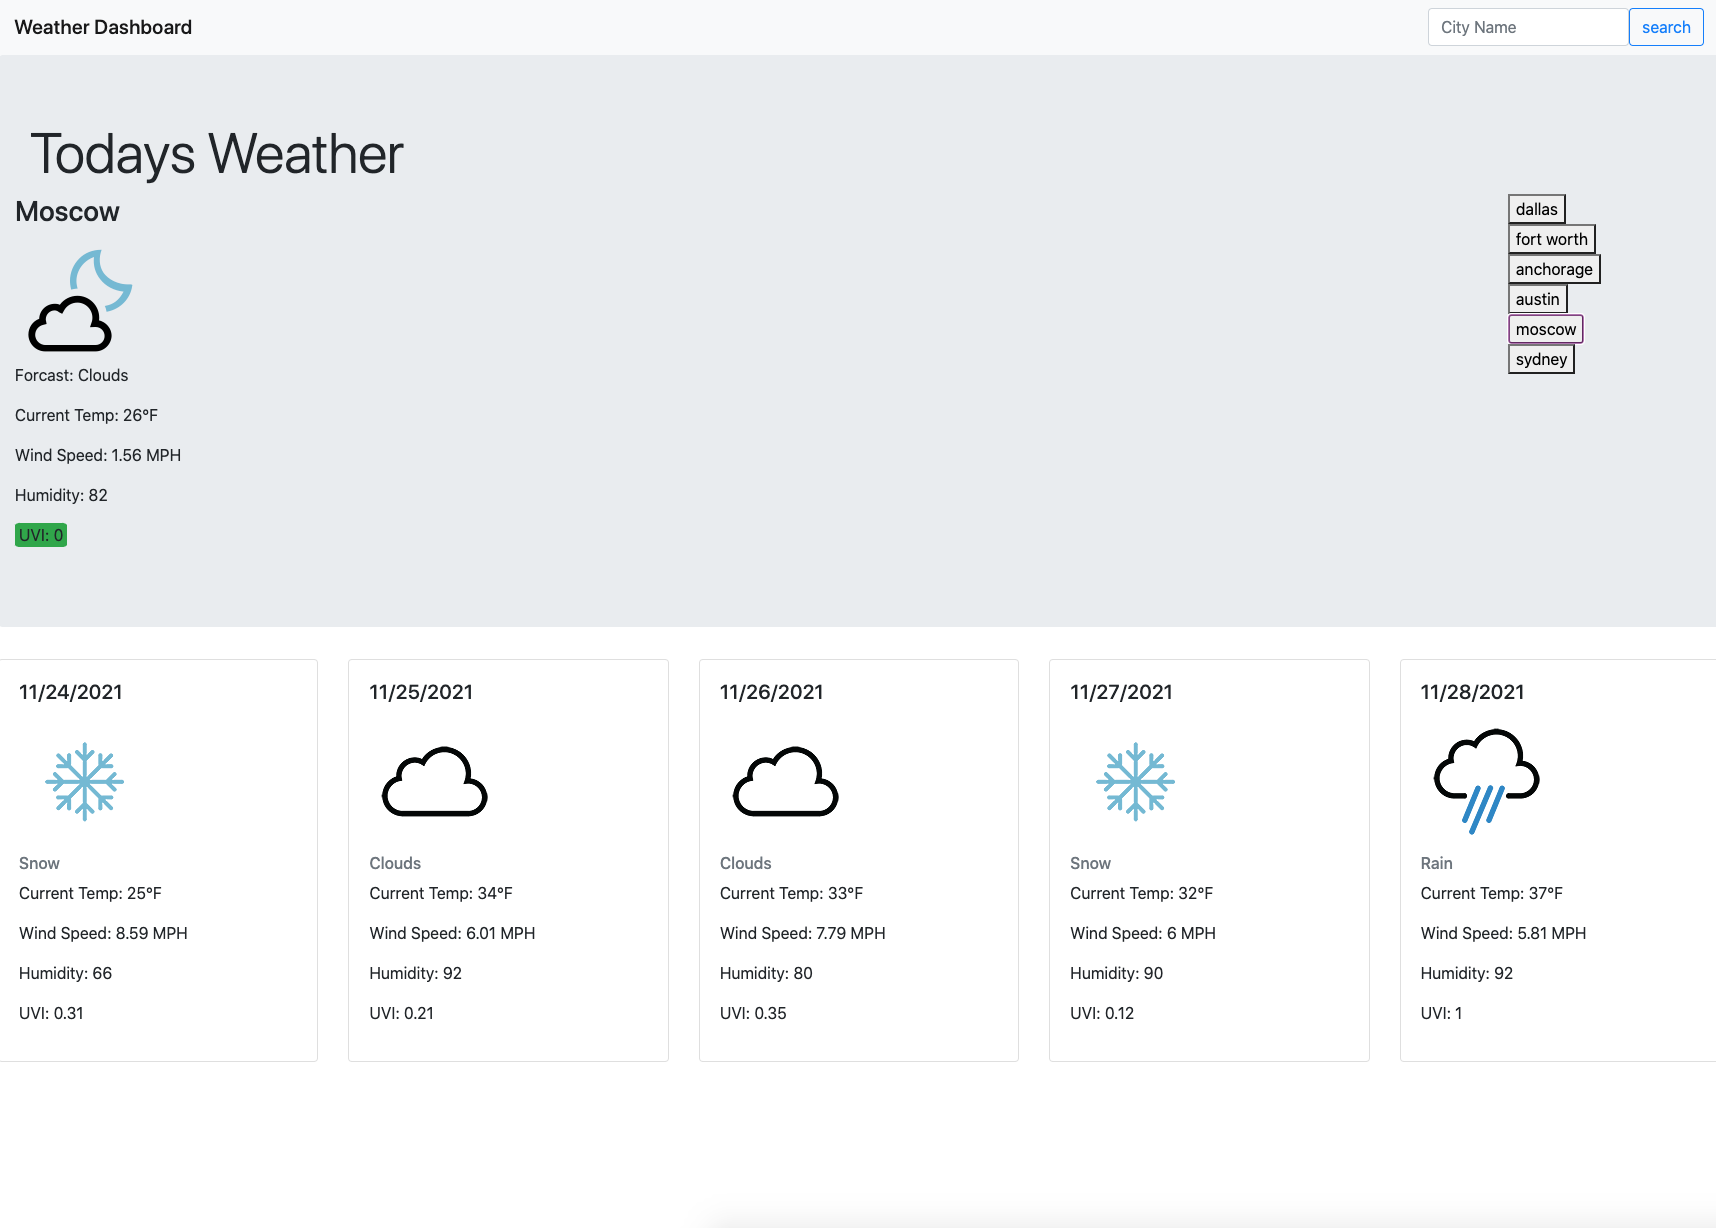 Weather Dashboard
City Name
search
Todays Weather
Moscow
Forcast: Clouds
Current Temp: 26°F
Wind Speed: 1.56 MPH
Humidity: 82
UVI: 0
dallas
fort worth
anchorage
austin
moscow
sydney
11/24/2021
Snow
Current Temp: 25°F
Wind Speed: 8.59 MPH
Humidity: 66
UVI: 0.31
11/25/2021
Clouds
Current Temp: 34°F
Wind Speed: 6.01 MPH
Humidity: 92
UVI: 0.21
11/26/2021
Clouds
Current Temp: 33°F
Wind Speed: 7.79 MPH
Humidity: 80
UVI: 0.35
11/27/2021
Snow
Current Temp: 32°F
Wind Speed: 6 MPH
Humidity: 90
UVI: 0.12
11/28/2021
Rain
Current Temp: 37°F
Wind Speed: 5.81 MPH
Humidity: 92
UVI: 1